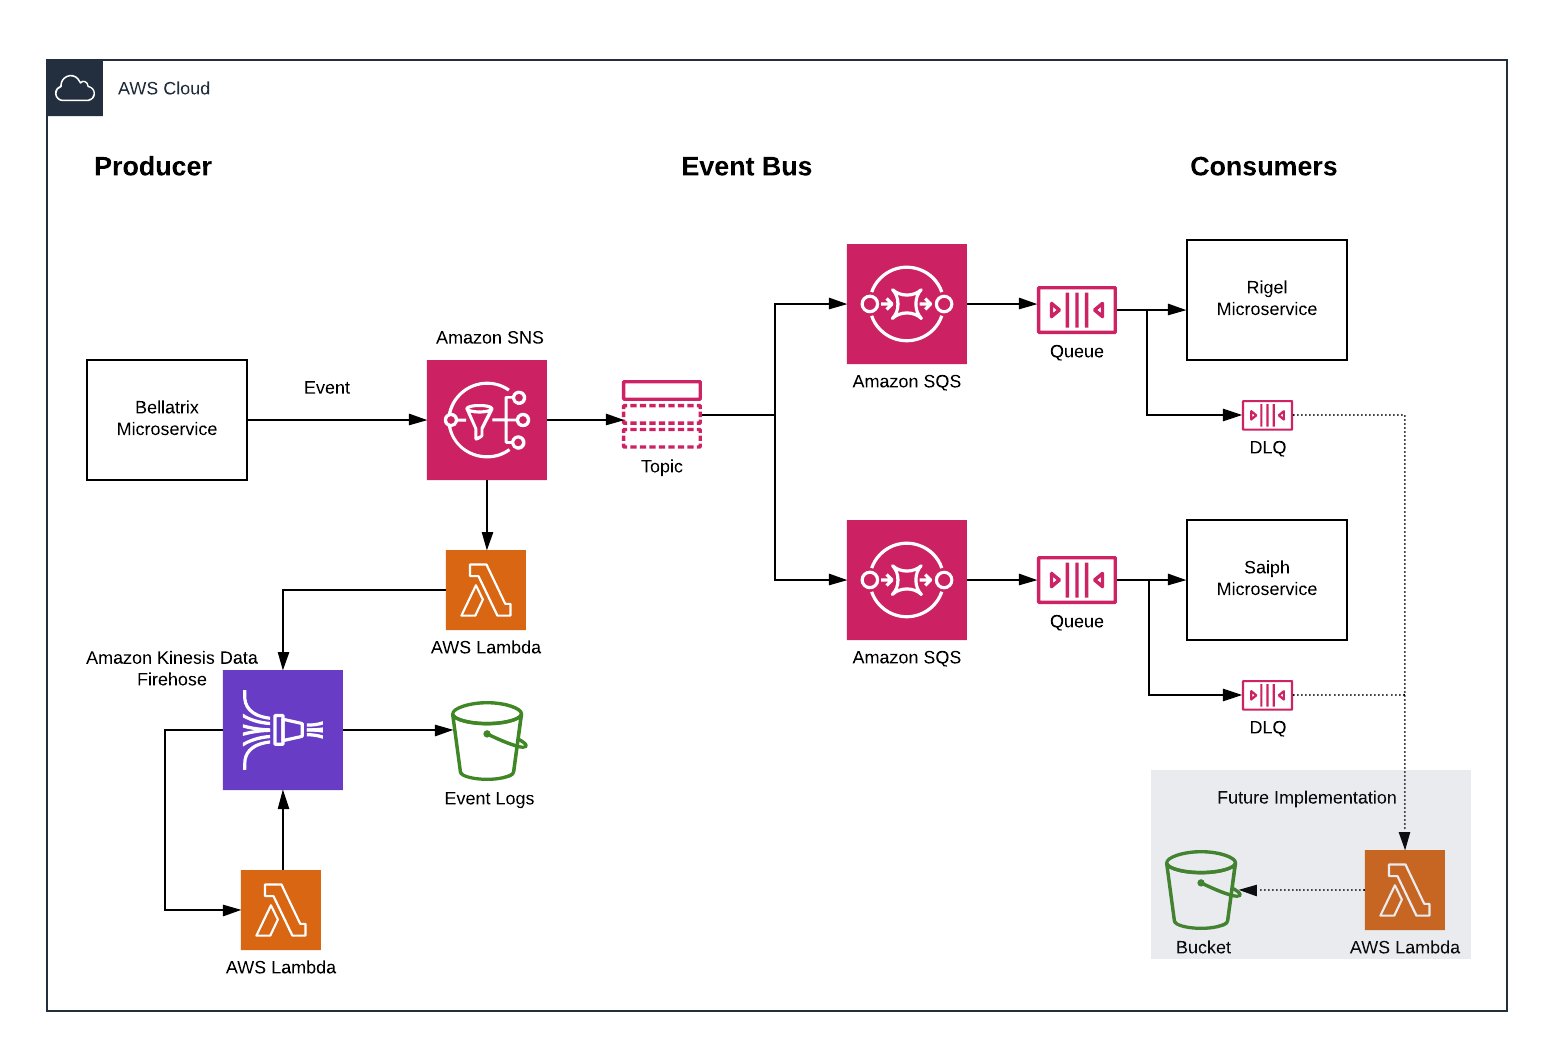 AWS Cloud
Producer
Event Bus
Consumers
Rigel
Microservice
Amazon SNS
Queue
Amazon SQS
Event
Bellatrix
Microservice
Topic
DLQ
Saiph
Microservice
Queue
AWS Lambda
Amazon SQS
Amazon Kinesis Data
Firehose
DLQ
Event Logs
Future Implementation
Bucket
AWS Lambda
AWS Lambda